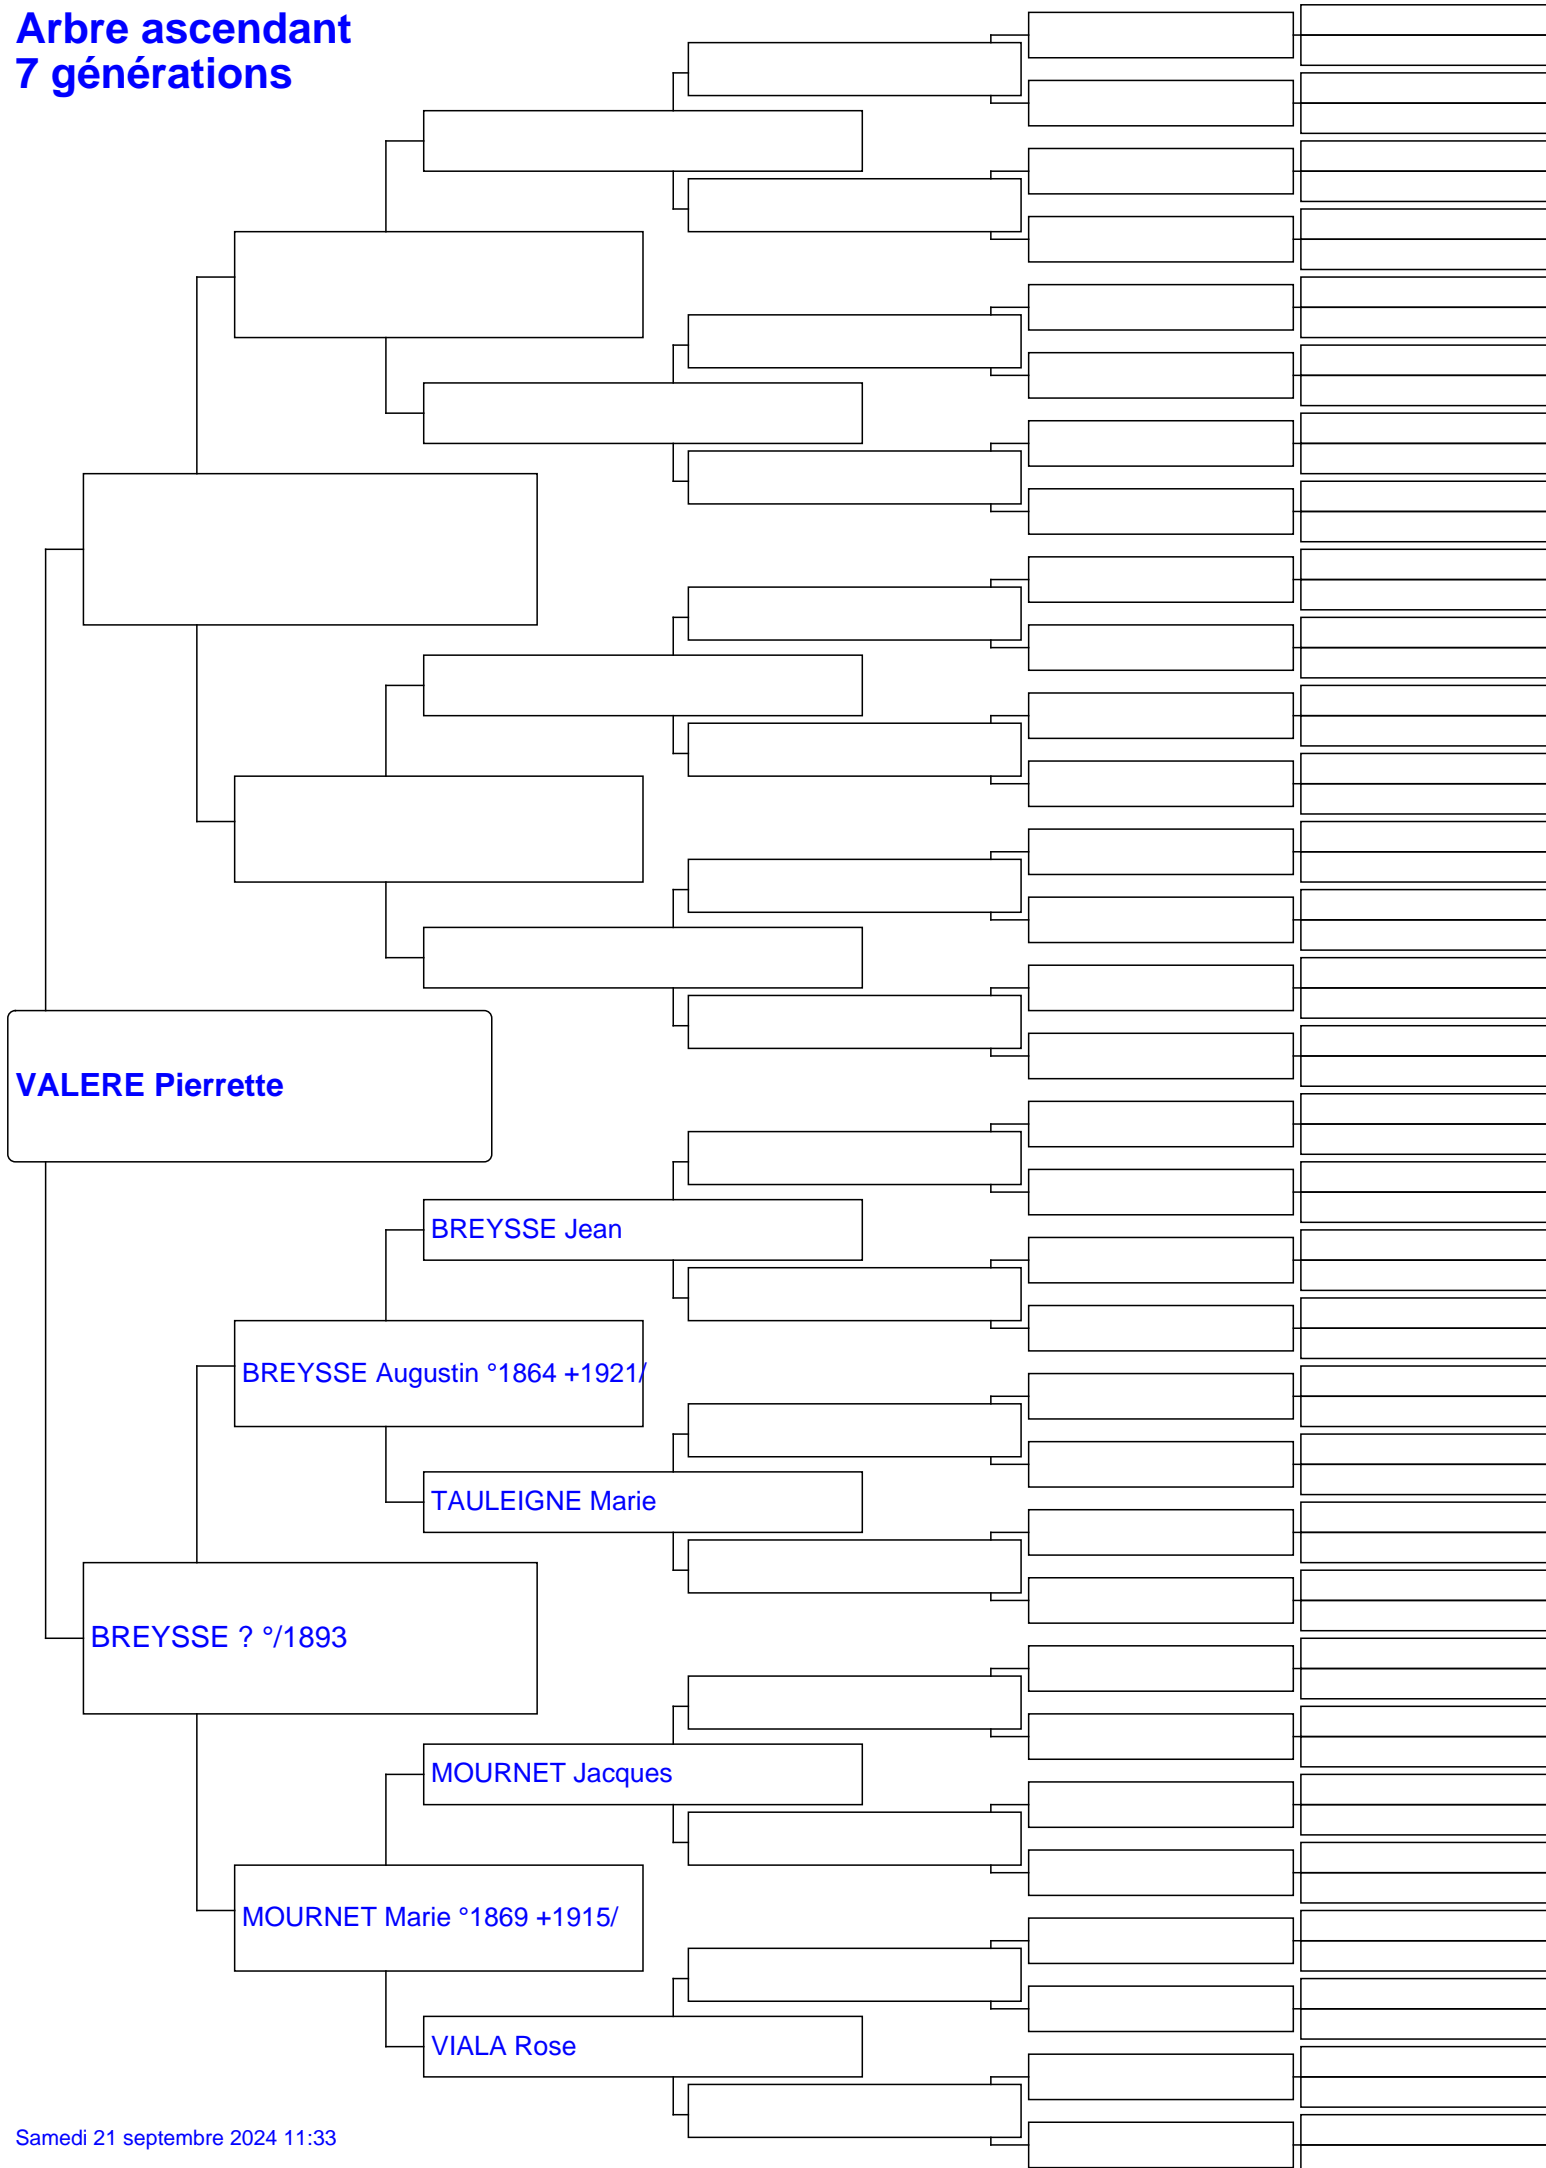 Arbre ascendant
7 générations
VALERE Pierrette
BREYSSE Jean
BREYSSE Augustin °1864 +1921/
TAULEIGNE Marie
BREYSSE ? °/1893
MOURNET Jacques
MOURNET Marie °1869 +1915/
VIALA Rose
Samedi 21 septembre 2024 11:33